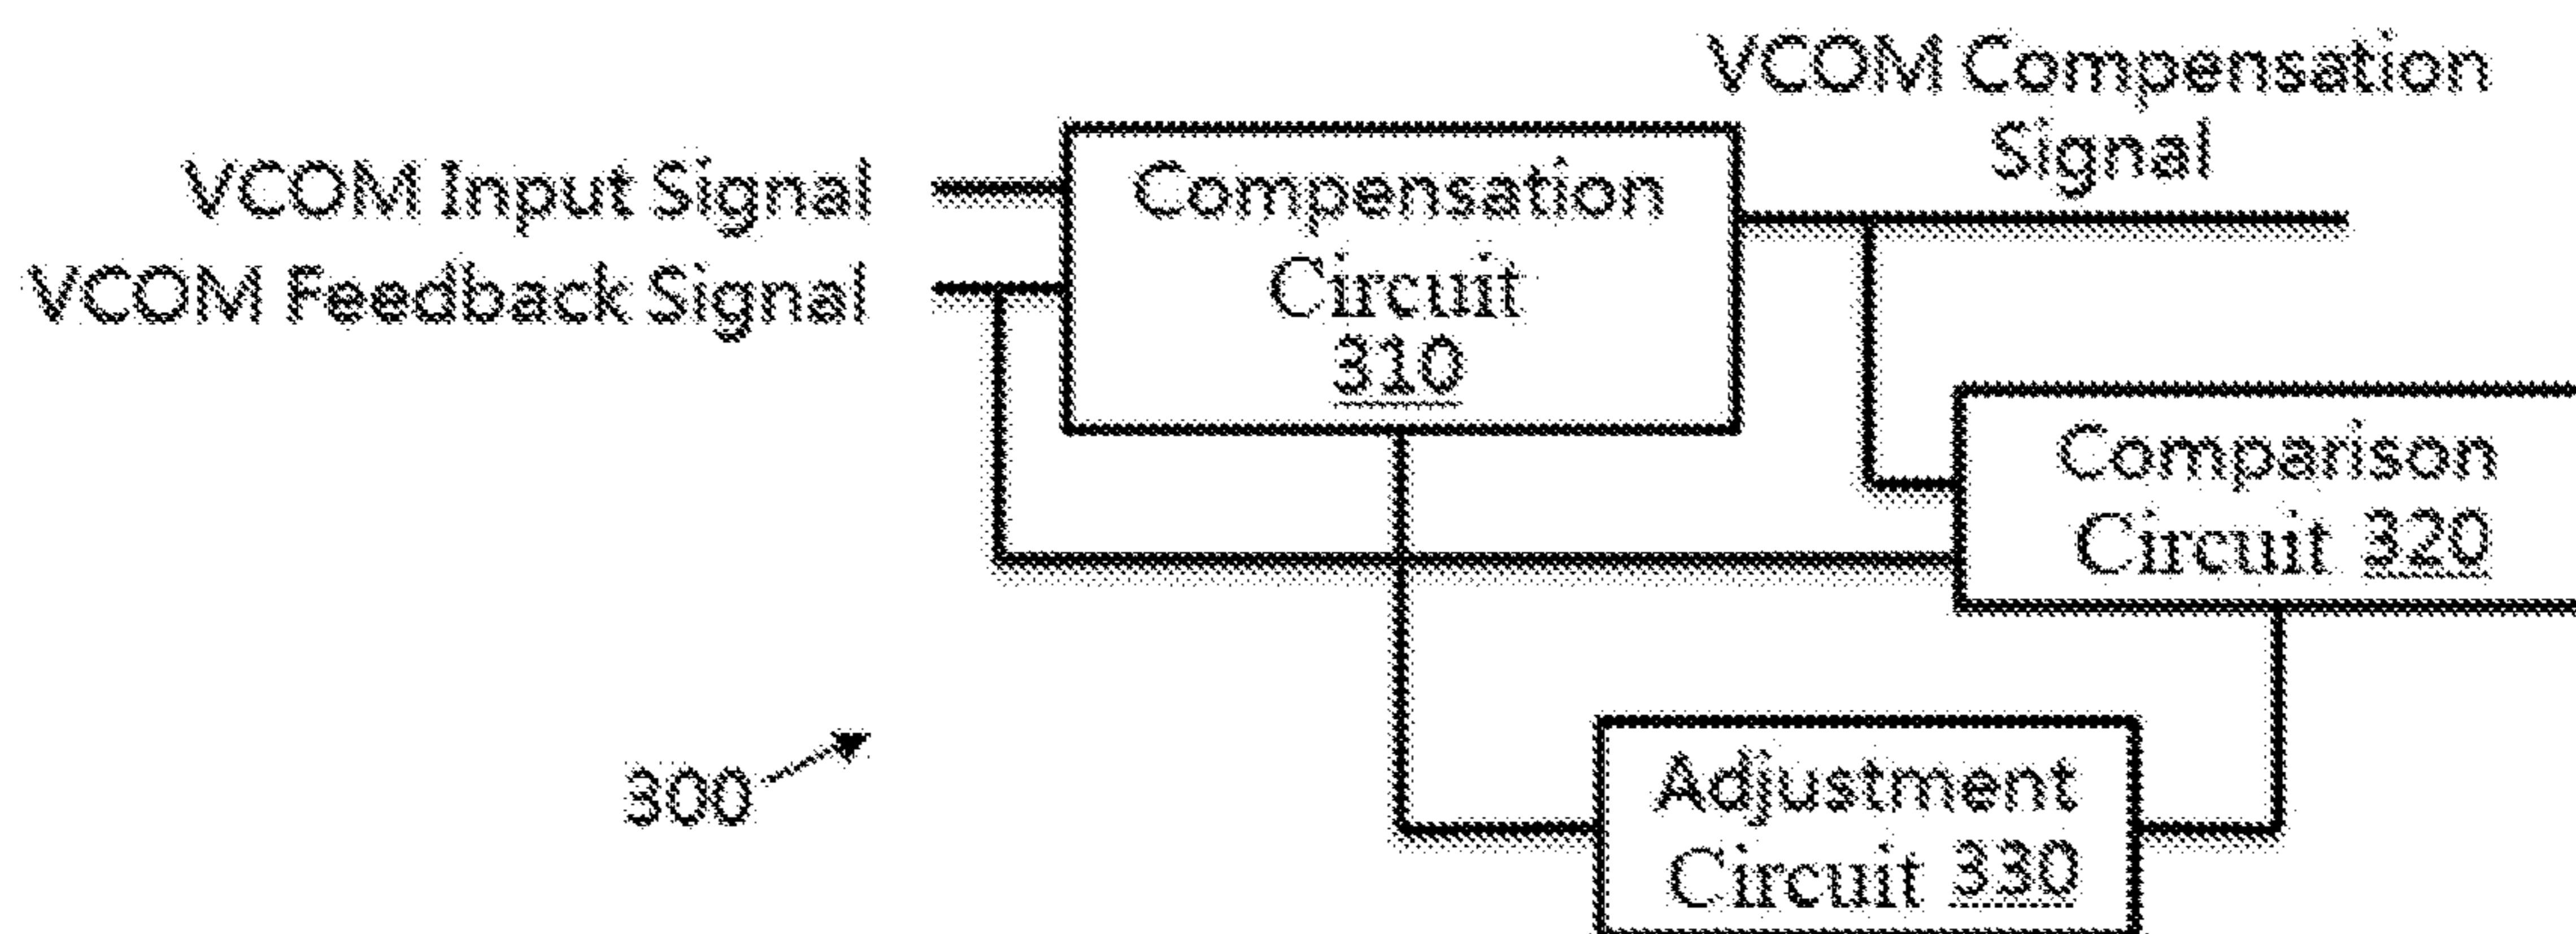 VCOM Compensation
Signal
VCOM Input Signal
VCOM Feedback Signal
Compensation
Circuit
310
Comparison
Circuit 320
Adjustment
Circuit 330
300